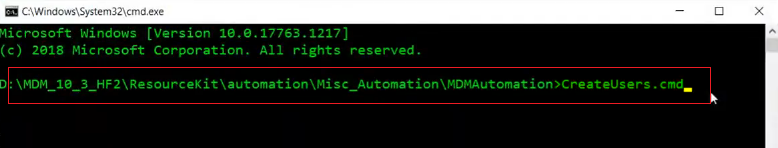 C:\Windows\System32\cmd.exe
Microsoft Windows [Version 10.0.17763.1217]
(c) 2018 Microsoft Corporation. All rights reserved.
D:\MDM_10_3_HF2\ResourceKit\automation\Misc_Automation\MDMAutomation>CreateUsers.cmd